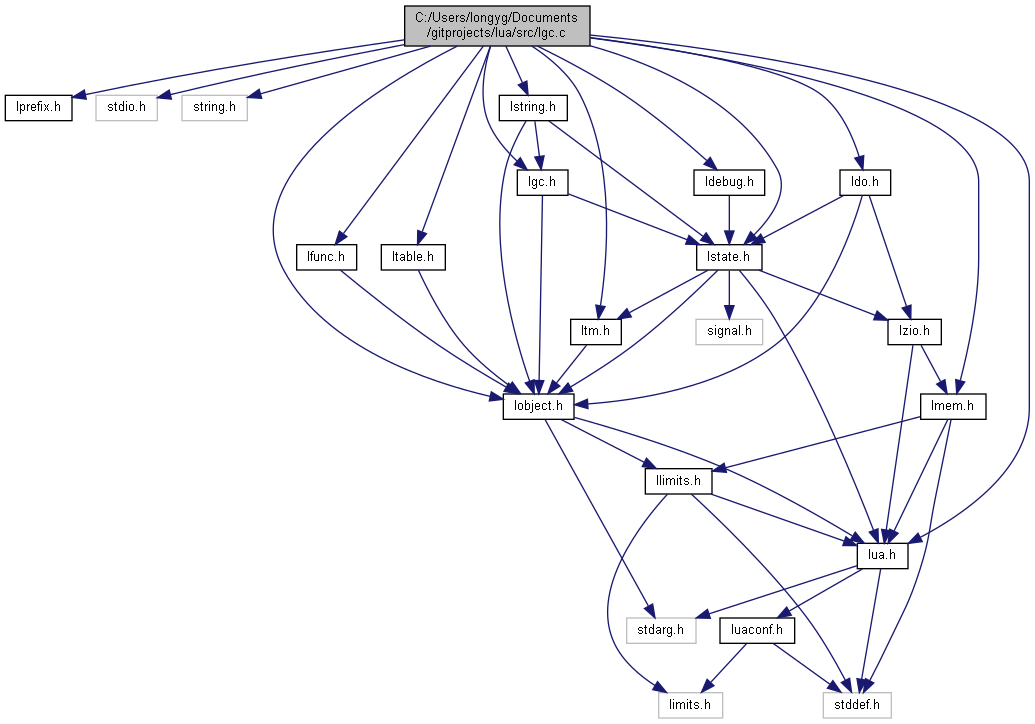 C:/Users/longyg/Documents
/gitprojects/lua/src/lgc.c
lprefix.h
stdio.h
string.h
lstring.h
lgc.h
ldebug.h
ldo.h
lfunc.h
ltable.h
lstate.h
ltm.h
signal.h
lzio.h
lobject.h
lmem.h
llimits.h
lua.h
stdarg.h
luaconf.h
limits.h
stddef.h